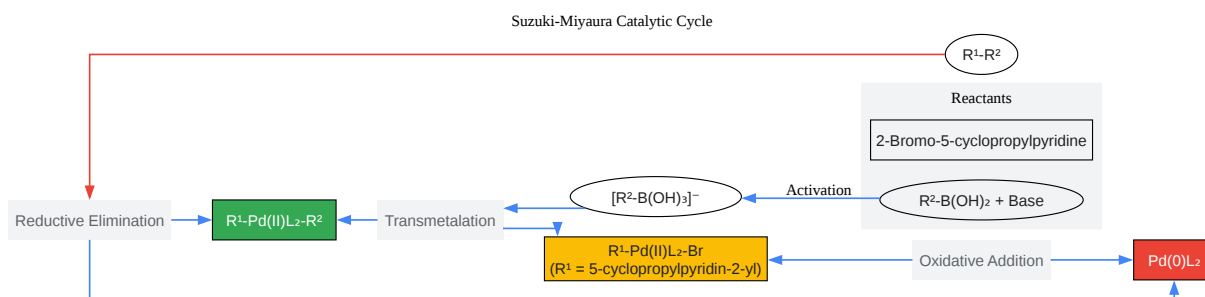 Suzuki-Miyaura Catalytic Cycle
R¹-R²
Reactants
2-Bromo-5-cyclopropylpyridine
Activation
[R²-B(OH)₃]⁻
R²-B(OH)₂ + Base
Reductive Elimination
R¹-Pd(II)L₂-R²
Transmetalation
R¹-Pd(II)L₂-Br
(R¹ = 5-cyclopropylpyridin-2-yl)
Oxidative Addition
Pd(0)L₂